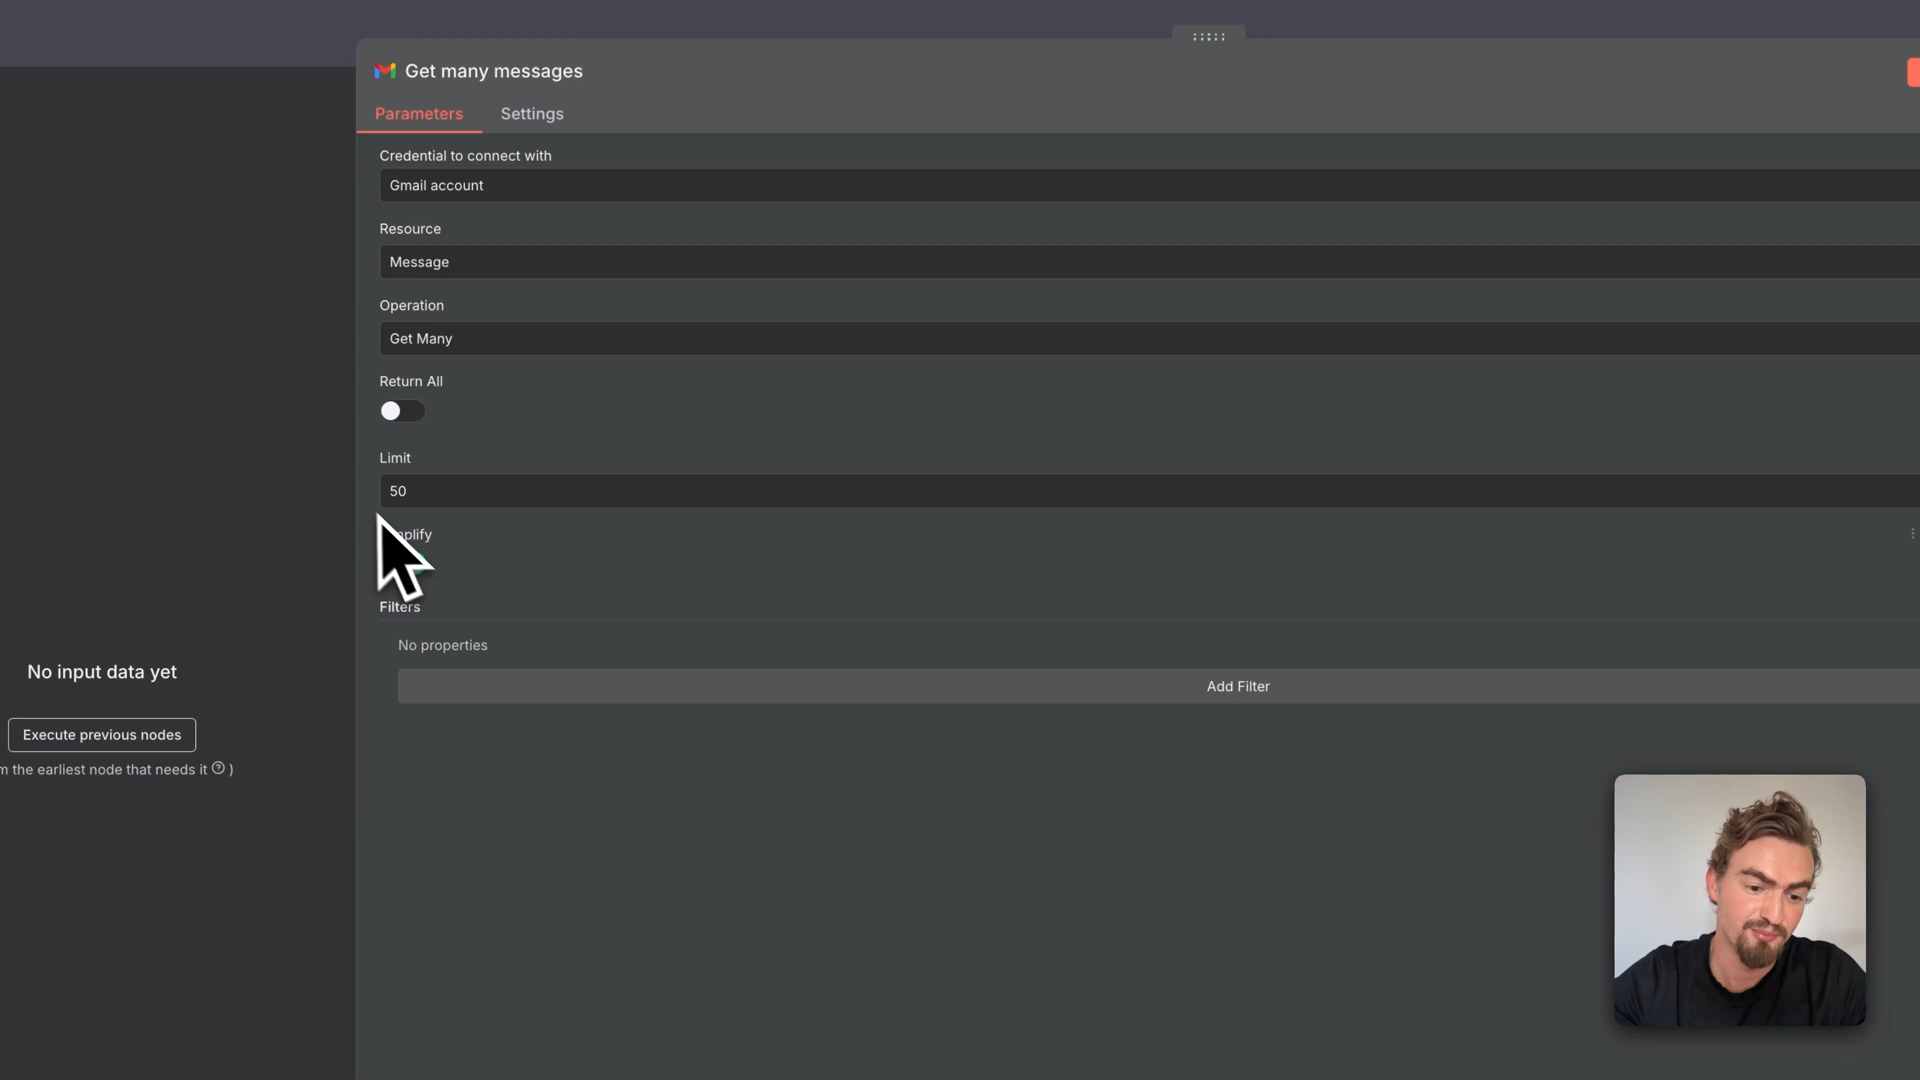 Get many messages
Parameters Settings
Credential to connect with
Gmail account
Resource
Message
Operation
Get Many
Return All
Limit
50
plify
Filters
No properties
Add Filter
No input data yet
Execute previous nodes
m the earliest node that needs it ? )